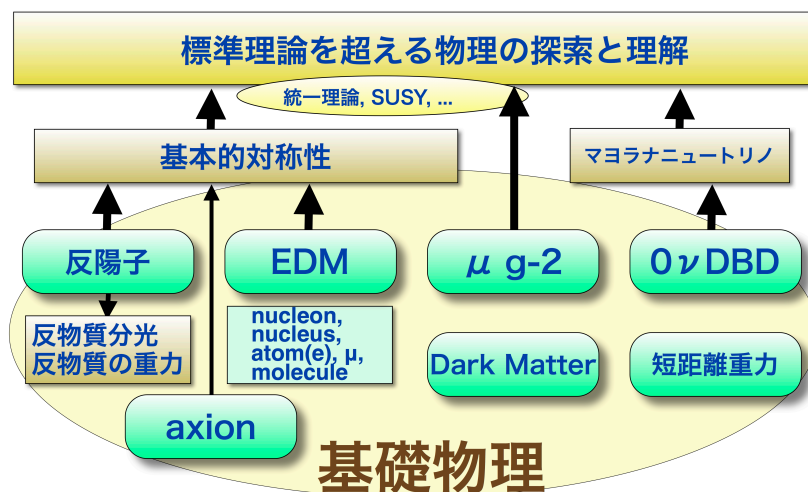 標準理論を超える物理の探索と理解
統一理論, SUSY, ...
基本的対称性
マヨラナニュートリノ
反陽子
EDM
μ g-2
0νDBD
反物質分光
反物質の重力
nucleon,
nucleus,
atom(e), μ,
molecule
Dark Matter
短距離重力
axion
基礎物理